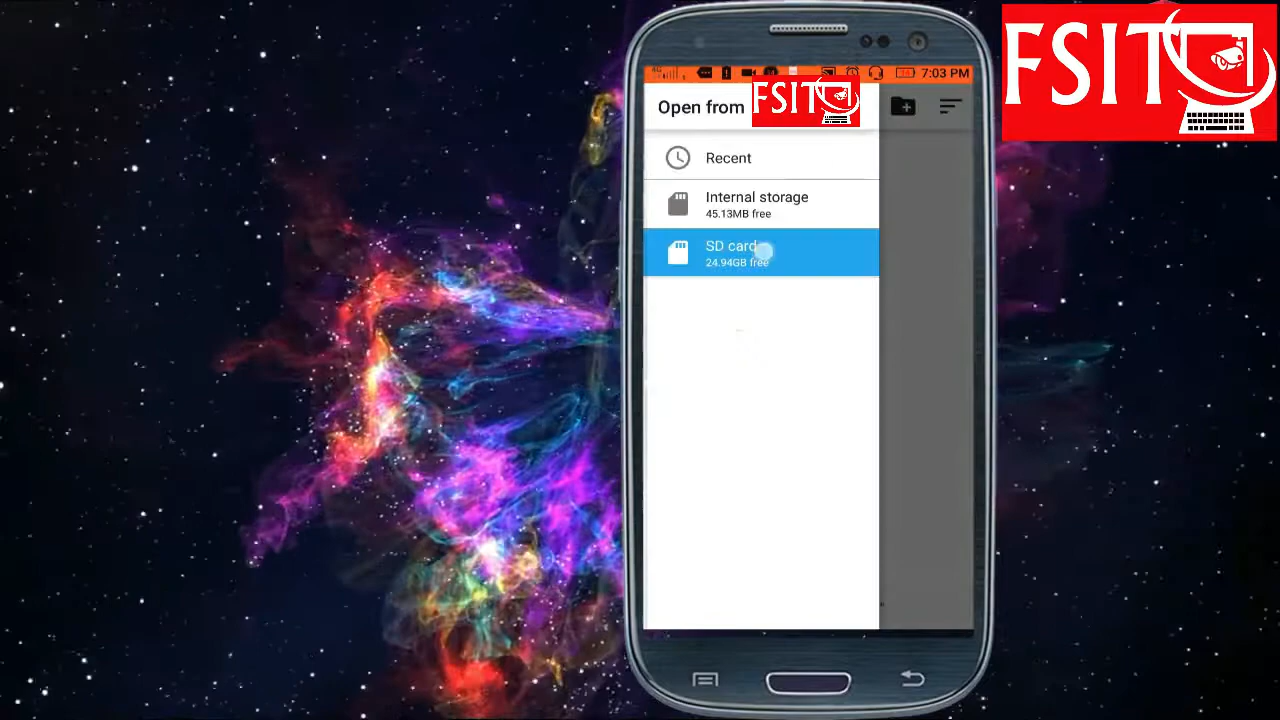 FSIT
7:03 PM
Open from
FSIT
Recent
Internal storage
45.13MB free
SD card
24.94GB free